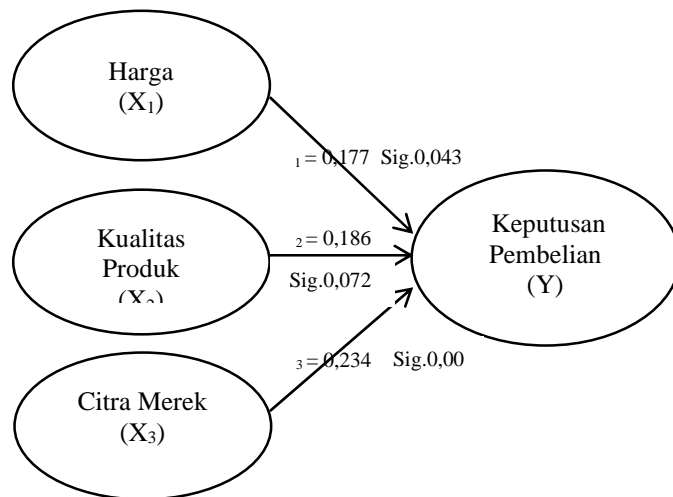 Harga
(X₁)
₁ = 0,177 Sig.0,043
Kualitas
Produk
(X₂)
₂ = 0,186
Sig.0,072
Keputusan
Pembelian
(Y)
₃ = 0,234 Sig.0,00
Citra Merek
(X₃)